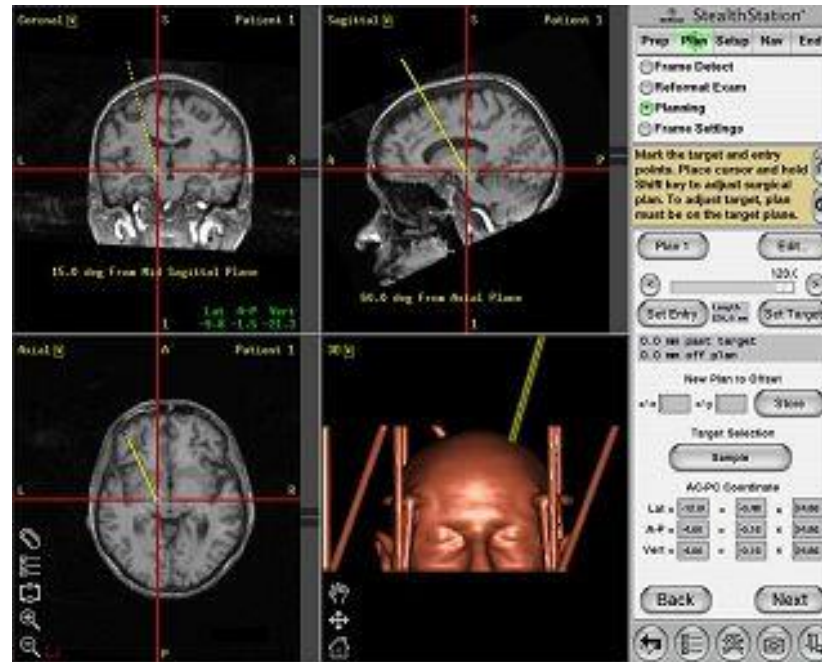 Coronal
S
Patient 1
L
R
15.0 deg From Mid Sagittal Plane
Lat A-P Vert
I
Sagittal
S
Patient 1
A
P
60.0 deg From Axial Plane
I
Axial
A
Patient 1
L
R
P
3D
StealthStation
Prep Plan Setup Nav End
Frame Detect
Reformat Exam
Planning
Frame Settings
Mark the target and entry
points. Place cursor and hold
Shift key to adjust surgical
plan. To adjust target, plan
must be on the target plane.
Plan 1
Edit...
Set Entry
Length
Set Target
0.0 mm past target
0.0 mm off plan
New Plan to Offset
Store
Target Selection
Sample
AC-PC Coordinate
Lat =
A-P =
Vert =
Back
Next